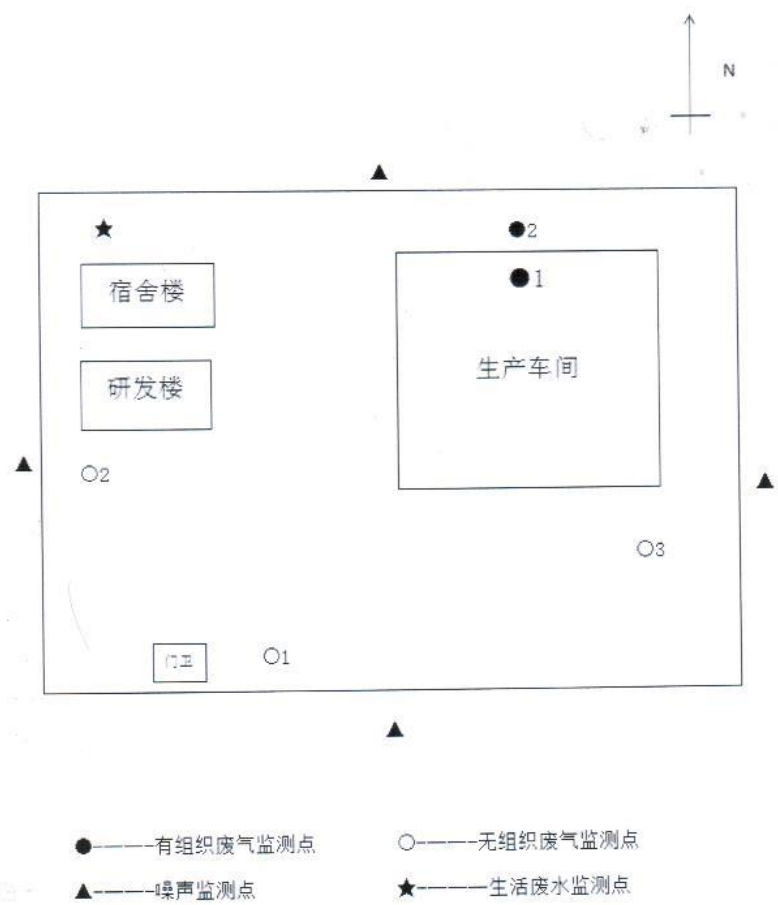 N
★
●2
宿舍楼
●1
研发楼
生产车间
○2
○3
门卫
○1
●————有组织废气监测点
○————无组织废气监测点
▲————噪声监测点
★————生活废水监测点